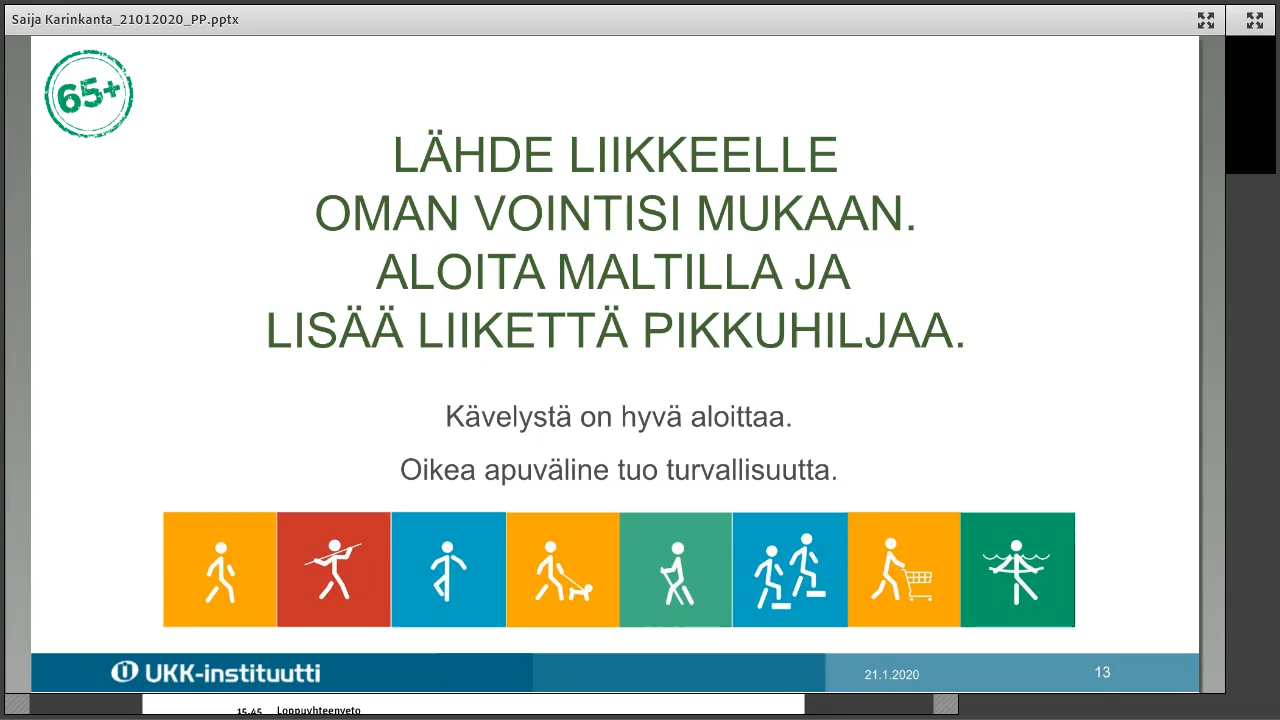 Saija Karinkanta_21012020_PP.pptx
65+
LÄHDE LIIKKEELLE
OMAN VOINTISI MUKAAN.
ALOITA MALTILLA JA
LISÄÄ LIIKETTÄ PIKKUHILJAA.
Kävelystä on hyvä aloittaa.
Oikea apuväline tuo turvallisuutta.
UKK-instituutti
21.1.2020
13
15.45 Loppuyhteenveto